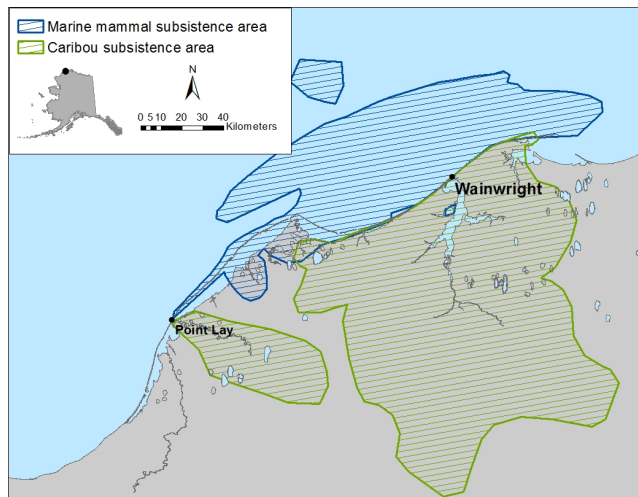 Marine mammal subsistence area
Caribou subsistence area
N
0 5 10 20 30 40
Kilometers
Wainwright
Point Lay